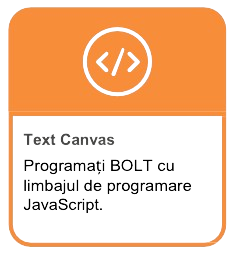 Text Canvas
Programați BOLT cu
limbajul de programare
JavaScript.